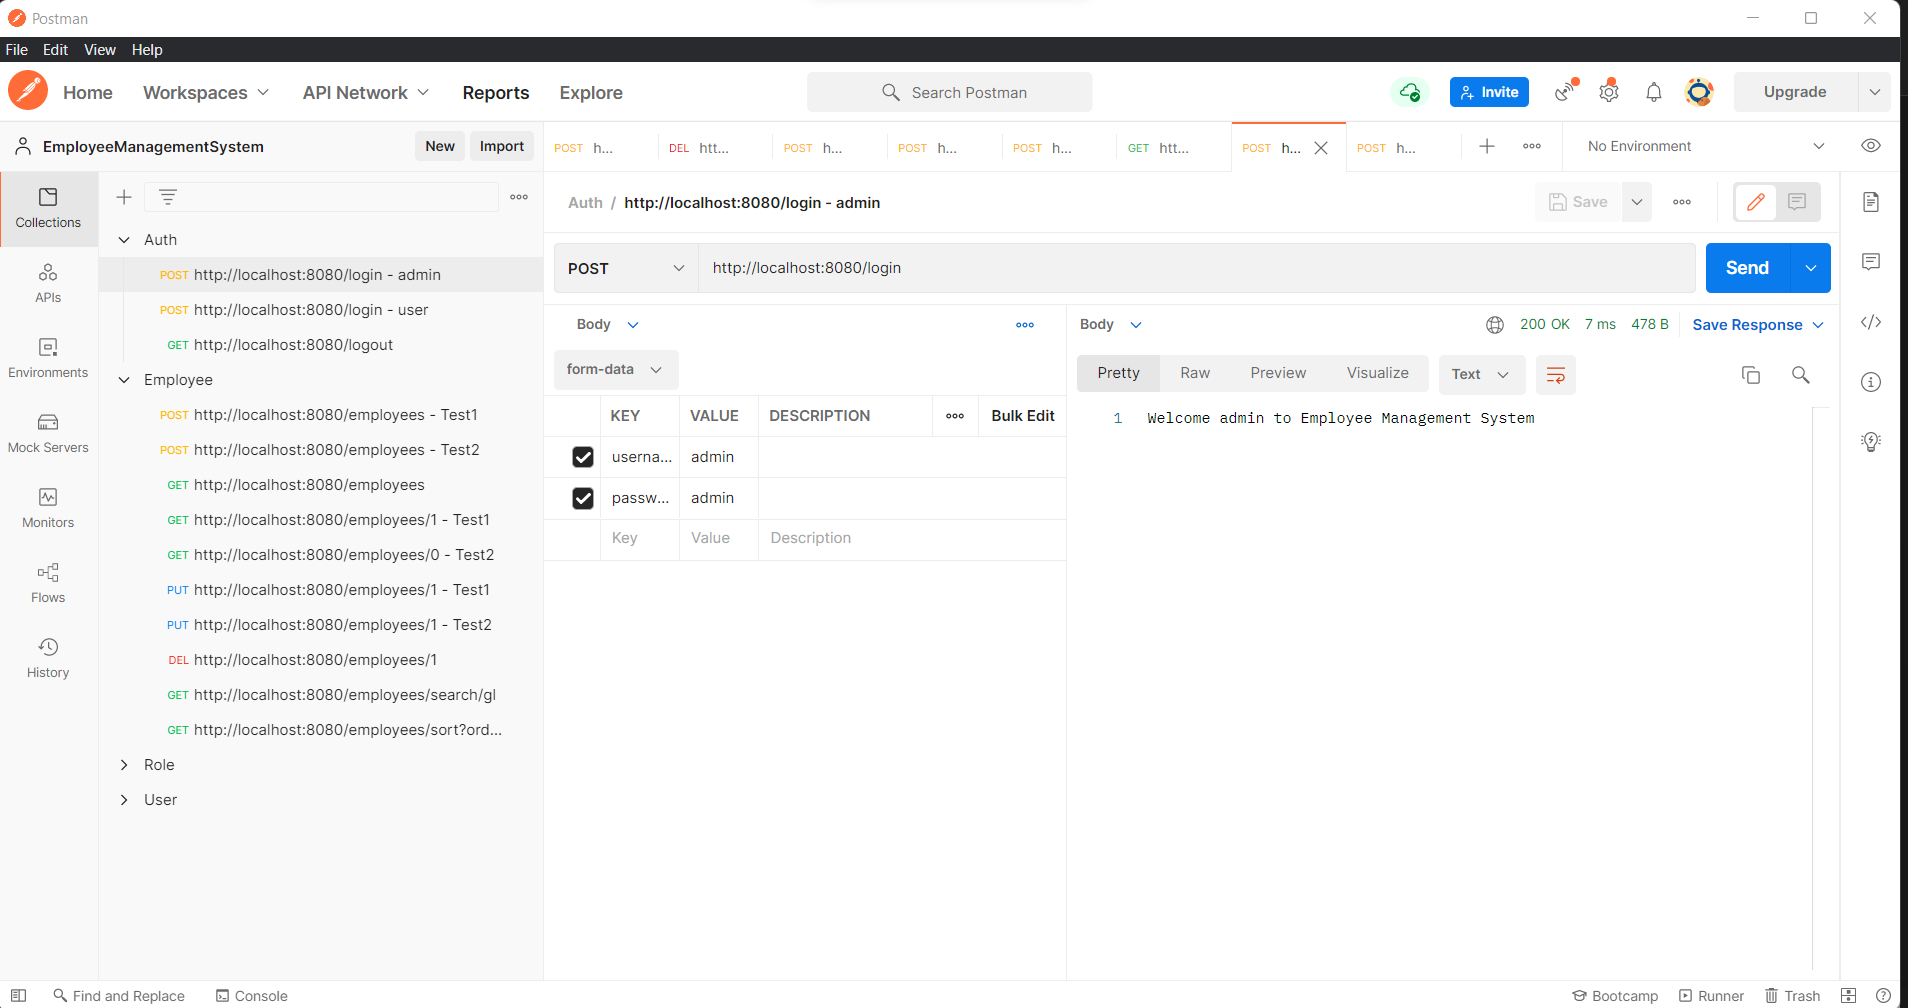 Postman
File Edit View Help
Home Workspaces API Network Reports Explore Search Postman Invite Upgrade
EmployeeManagementSystem New Import
POST h... DEL htt... POST h... POST h... POST h... GET htt... POST h... POST h... No Environment
Collections
APIs
Environments
Mock Servers
Monitors
Flows
History
Auth
POST http://localhost:8080/login - admin
POST http://localhost:8080/login - user
GET http://localhost:8080/logout
Employee
POST http://localhost:8080/employees - Test1
POST http://localhost:8080/employees - Test2
GET http://localhost:8080/employees
GET http://localhost:8080/employees/1 - Test1
GET http://localhost:8080/employees/0 - Test2
PUT http://localhost:8080/employees/1 - Test1
PUT http://localhost:8080/employees/1 - Test2
DEL http://localhost:8080/employees/1
GET http://localhost:8080/employees/search/gl
GET http://localhost:8080/employees/sort?ord...
Role
User
Auth / http://localhost:8080/login - admin Save
POST http://localhost:8080/login Send
Body
form-data
KEY VALUE DESCRIPTION Bulk Edit
userna... admin
passw... admin
Key Value Description
Body 200 OK 7 ms 478 B Save Response
Pretty Raw Preview Visualize Text
1 Welcome admin to Employee Management System
Find and Replace Console Bootcamp Runner Trash